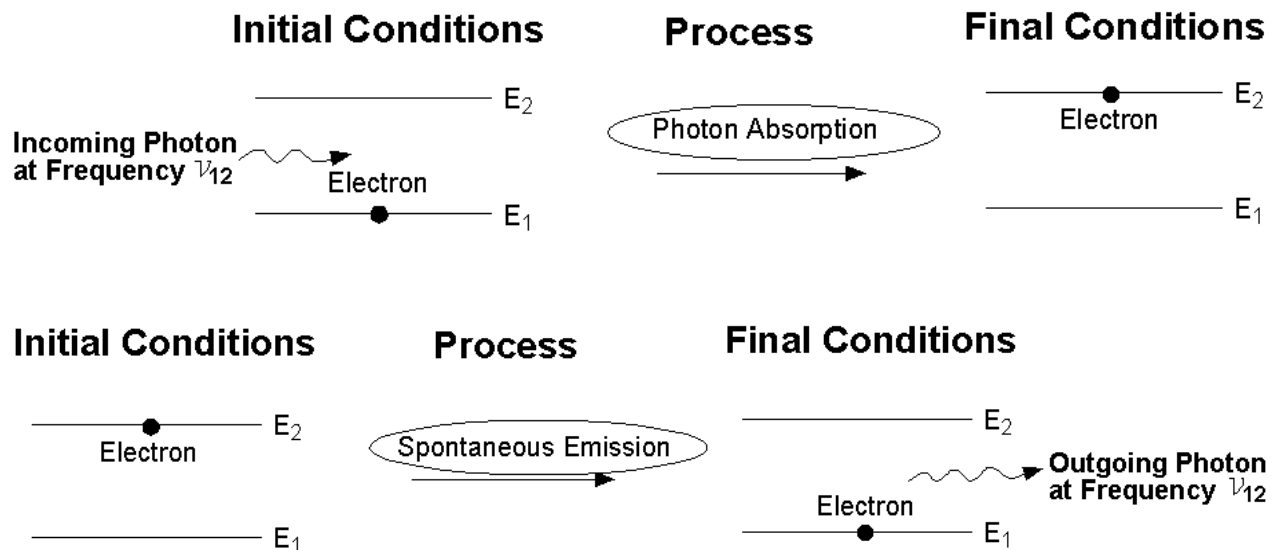 Initial Conditions
Process
Final Conditions
E₂
Incoming Photon
at Frequency 𝜈₁₂
Electron
E₁
Photon Absorption
E₂
Electron
E₁
Initial Conditions
Process
Final Conditions
E₂
Electron
E₁
Spontaneous Emission
E₂
Outgoing Photon
at Frequency 𝜈₁₂
Electron
E₁